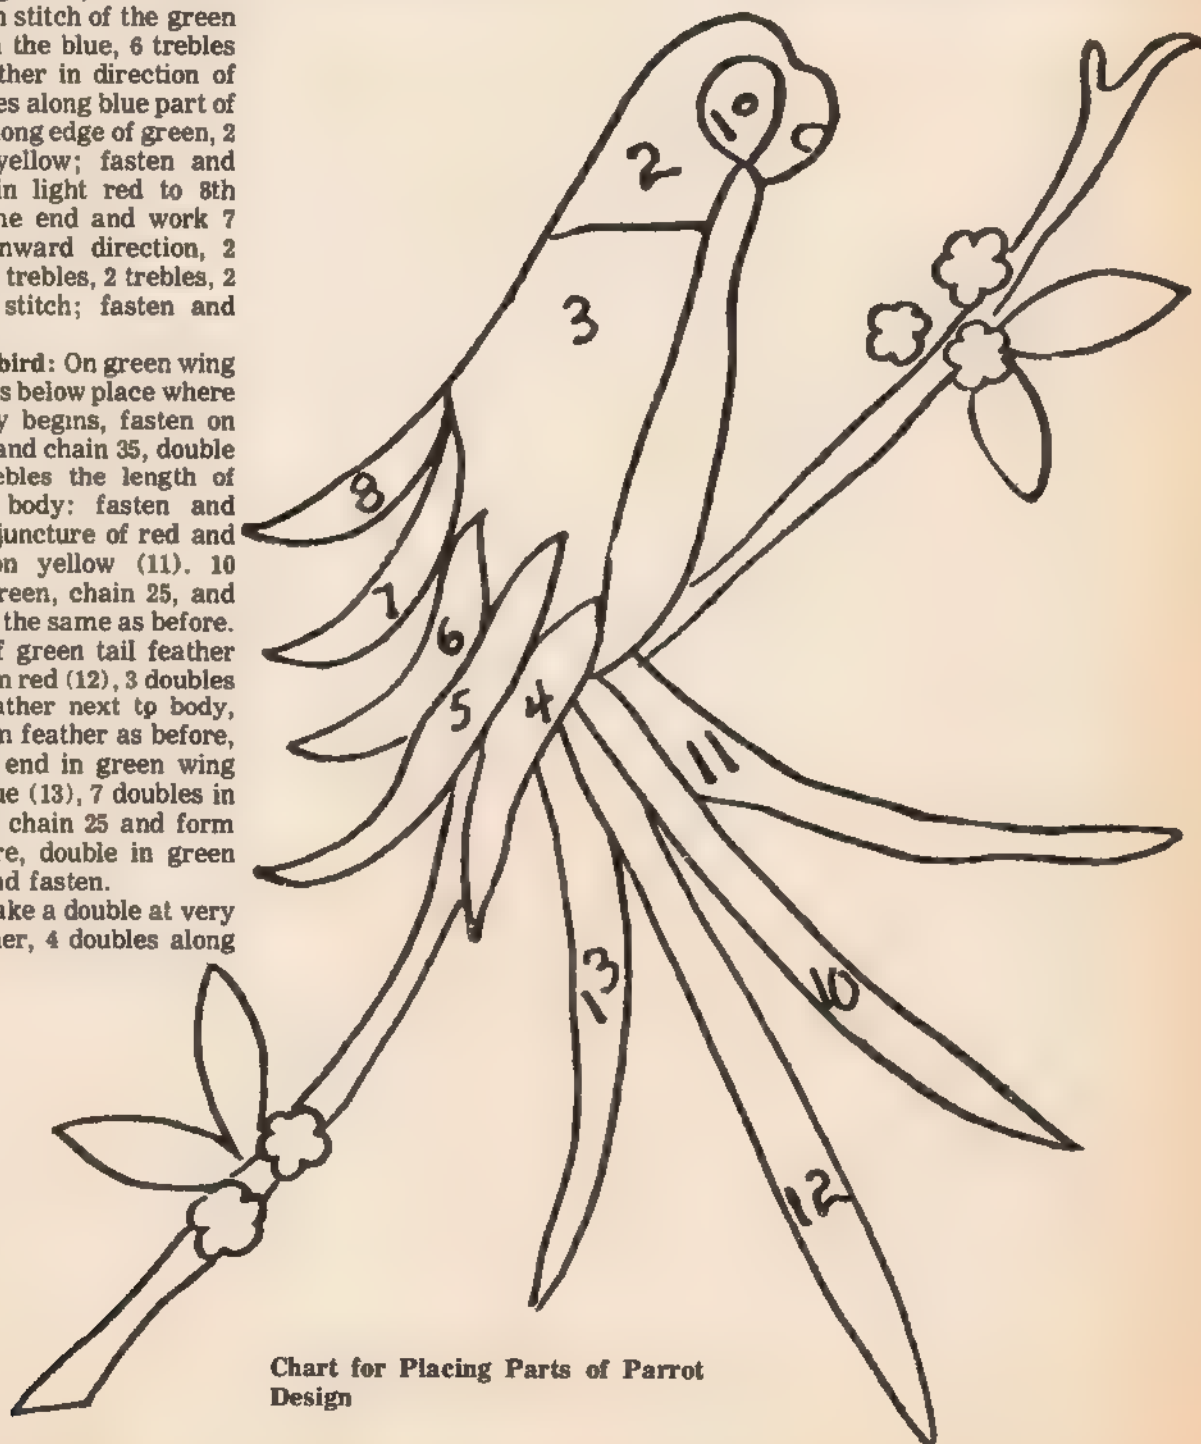 n stitch of the green
n the blue, 6 trebles
ther in direction of
es along blue part of
ong edge of green, 2
yellow; fasten and
in light red to 8th
ne end and work 7
nward direction, 2
trebles, 2 trebles, 2
stitch; fasten and
bird: On green wing
s below place where
y begins, fasten on
and chain 35, double
ebles the length of
body: fasten and
juncture of red and
on yellow (11). 10
reen, chain 25, and
the same as before.
f green tail feather
n red (12), 3 doubles
ather next to body,
n feather as before,
end in green wing
ue (13), 7 doubles in
chain 25 and form
re, double in green
nd fasten.
ake a double at very
ner, 4 doubles along
10
2
3
8
7
6
5
4
11
13
10
12
Chart for Placing Parts of Parrot
Design